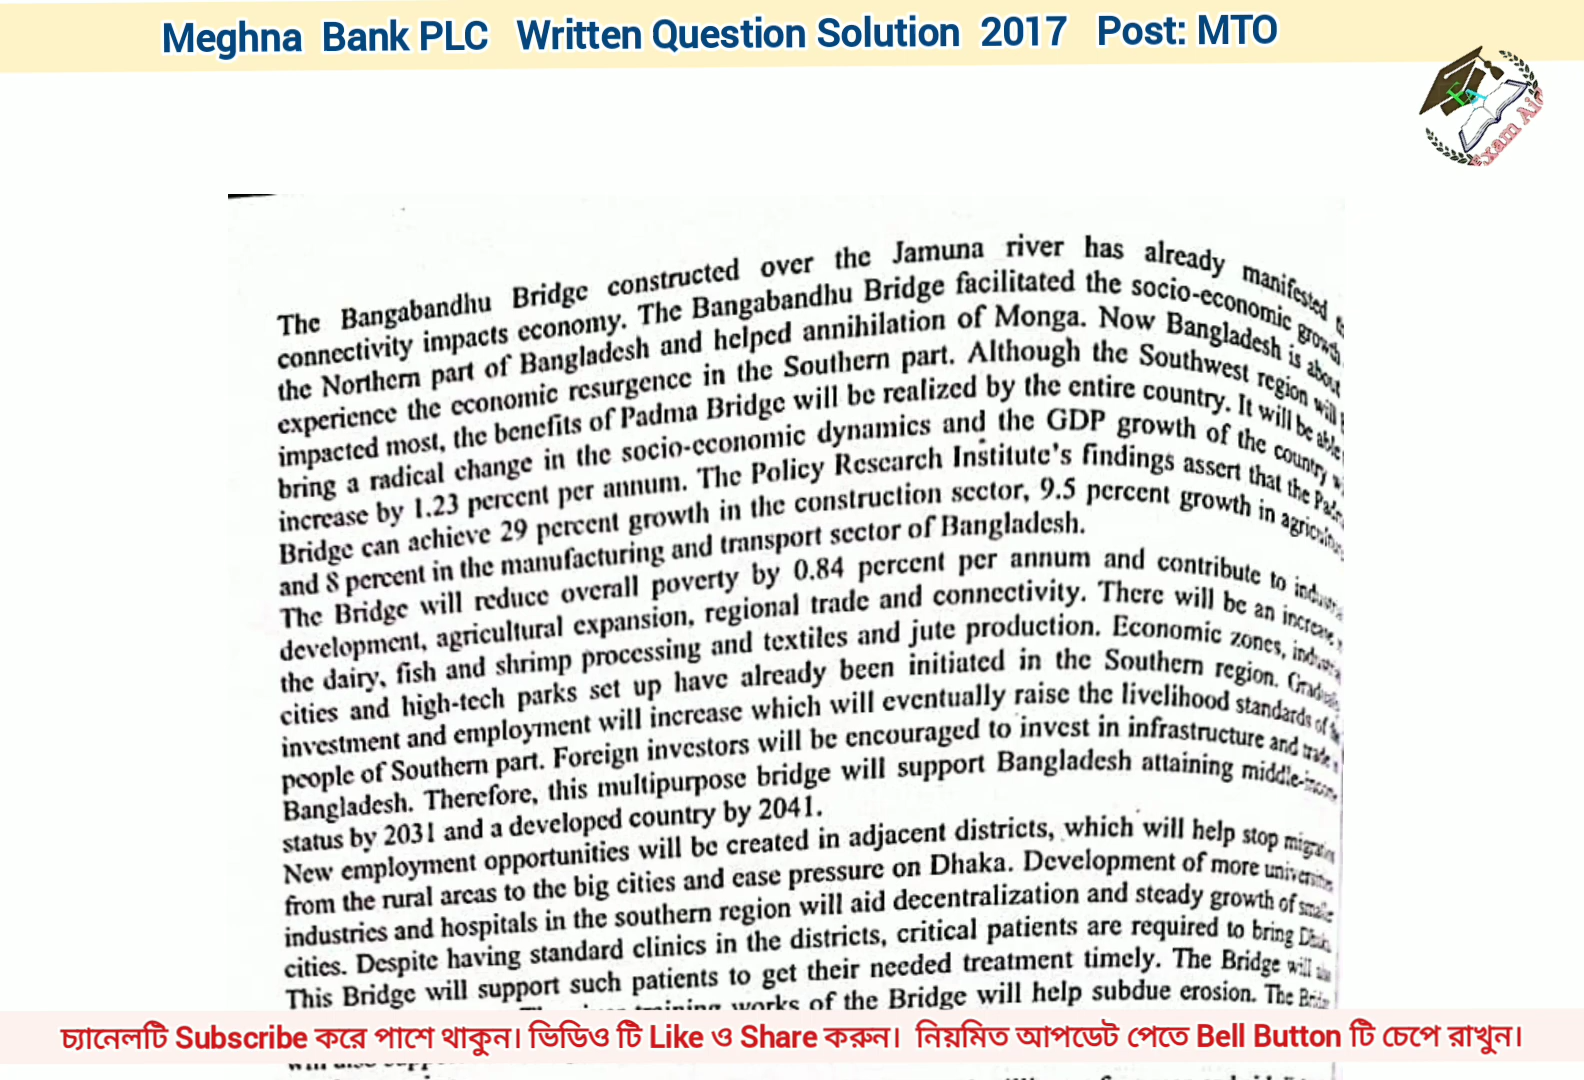 Meghna Bank PLC Written Question Solution 2017 Post: MTO
Exam Aid
The Bangabandhu Bridge constructed over the Jamuna river has already manifested
connectivity impacts economy. The Bangabandhu Bridge facilitated the socio-economic growth
the Northern part of Bangladesh and helped annihilation of Monga. Now Bangladesh is about
experience the economic resurgence in the Southern part. Although the Southwest region will
impacted most, the benefits of Padma Bridge will be realized by the entire country. It will be able
bring a radical change in the socio-economic dynamics and the GDP growth of the country
increase by 1.23 percent per annum. The Policy Research Institute's findings assert that the
Bridge can achieve 29 percent growth in the construction sector, 9.5 percent growth in
and 8 percent in the manufacturing and transport sector of Bangladesh.
The Bridge will reduce overall poverty by 0.84 percent per annum and contribute to
development, agricultural expansion, regional trade and connectivity. There will be an increase
the dairy, fish and shrimp processing and textiles and jute production. Economic zones,
cities and high-tech parks set up have already been initiated in the Southern region.
investment and employment will increase which will eventually raise the livelihood standards of
people of Southern part. Foreign investors will be encouraged to invest in infrastructure and
Bangladesh. Therefore, this multipurpose bridge will support Bangladesh attaining
status by 2031 and a developed country by 2041.
New employment opportunities will be created in adjacent districts, which will help stop
from the rural areas to the big cities and ease pressure on Dhaka. Development of more
industries and hospitals in the southern region will aid decentralization and steady growth of
cities. Despite having standard clinics in the districts, critical patients are required to bring
This Bridge will support such patients to get their needed treatment timely. The Bridge will
works of the Bridge will help subdue erosion. The
চ্যানেলটি Subscribe করে পাশে থাকুন। ভিডিও টি Like ও Share করুন। নিয়মিত আপডেট পেতে Bell Button টি চেপে রাখুন।